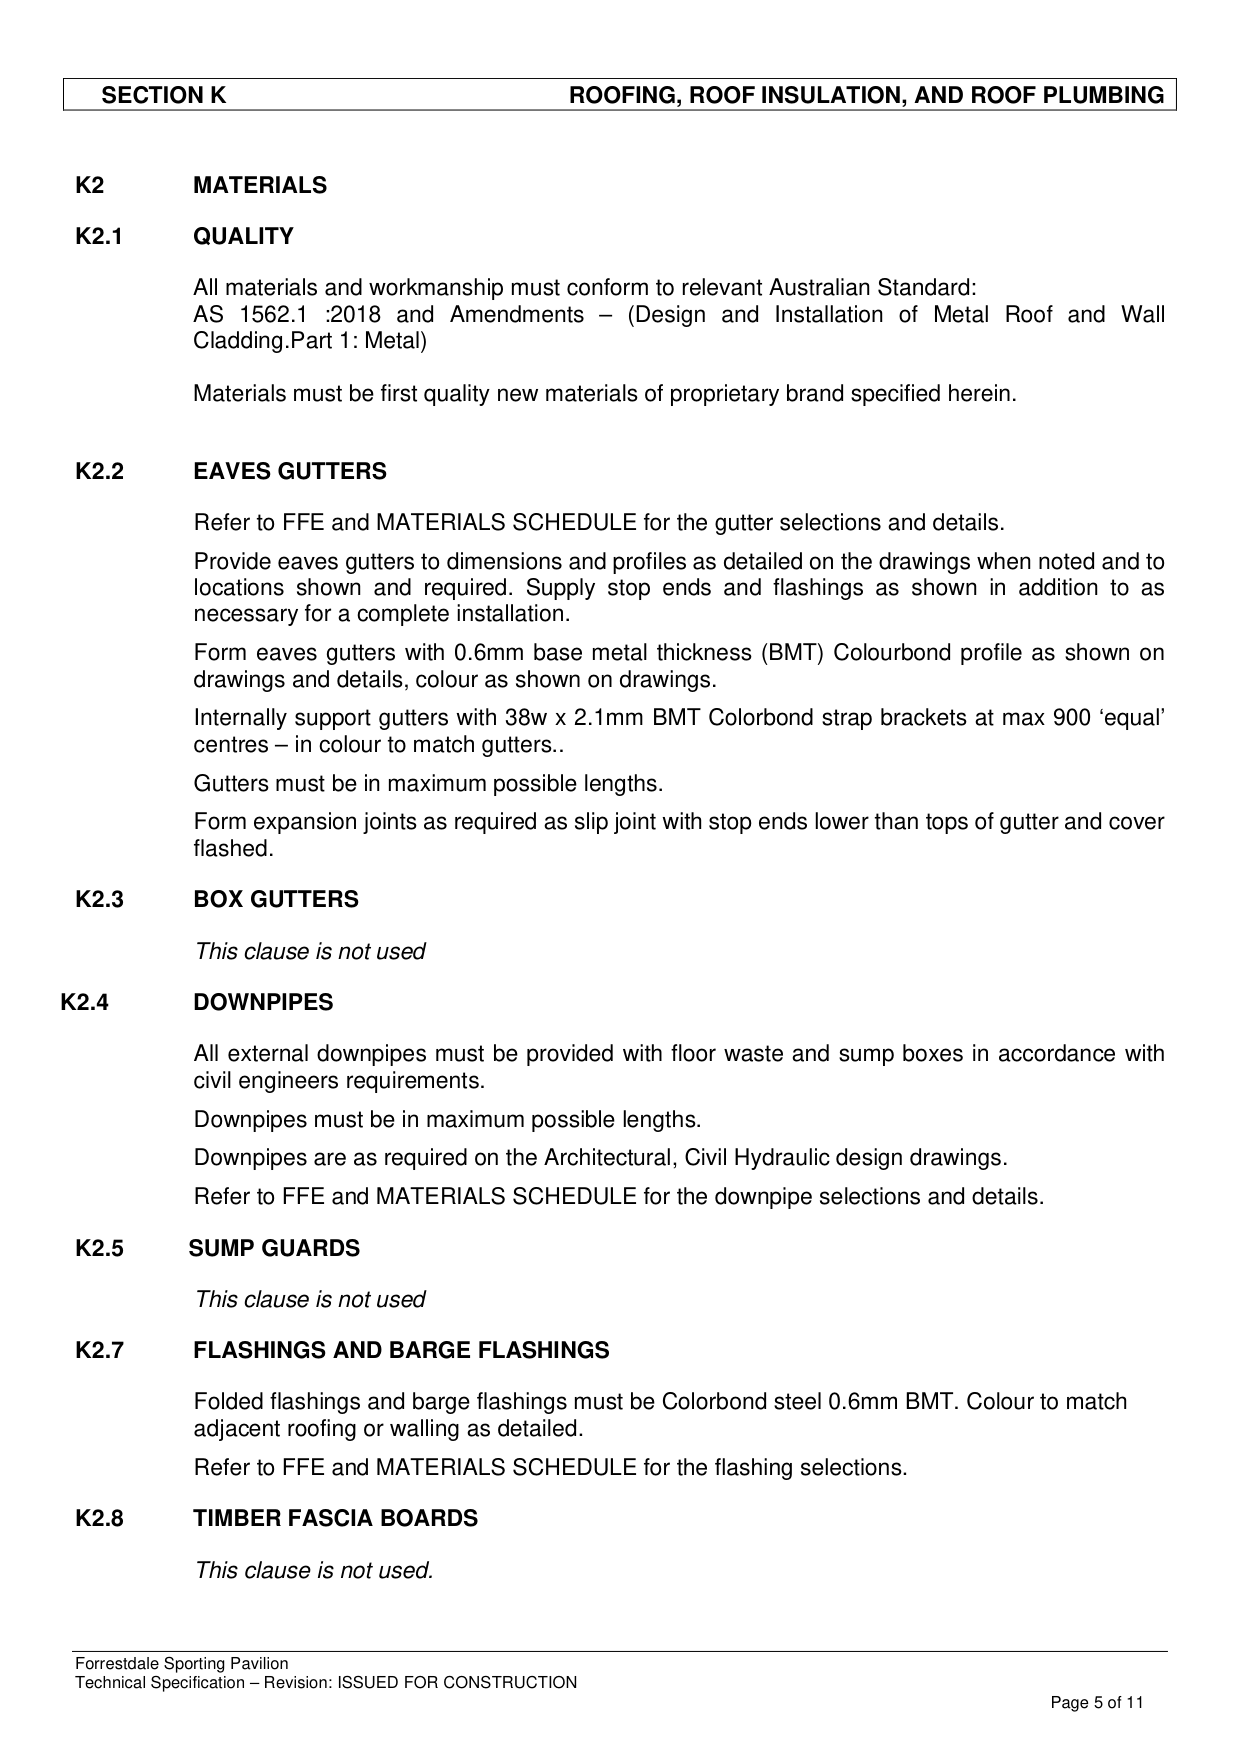 SECTION K ROOFING, ROOF INSULATION, AND ROOF PLUMBING
K2 MATERIALS
K2.1 QUALITY
All materials and workmanship must conform to relevant Australian Standard:
AS 1562.1 :2018 and Amendments – (Design and Installation of Metal Roof and Wall
Cladding.Part 1: Metal)
Materials must be first quality new materials of proprietary brand specified herein.
K2.2 EAVES GUTTERS
Refer to FFE and MATERIALS SCHEDULE for the gutter selections and details.
Provide eaves gutters to dimensions and profiles as detailed on the drawings when noted and to
locations shown and required. Supply stop ends and flashings as shown in addition to as
necessary for a complete installation.
Form eaves gutters with 0.6mm base metal thickness (BMT) Colourbond profile as shown on
drawings and details, colour as shown on drawings.
Internally support gutters with 38w x 2.1mm BMT Colorbond strap brackets at max 900 ‘equal’
centres – in colour to match gutters..
Gutters must be in maximum possible lengths.
Form expansion joints as required as slip joint with stop ends lower than tops of gutter and cover
flashed.
K2.3 BOX GUTTERS
This clause is not used
K2.4 DOWNPIPES
All external downpipes must be provided with floor waste and sump boxes in accordance with
civil engineers requirements.
Downpipes must be in maximum possible lengths.
Downpipes are as required on the Architectural, Civil Hydraulic design drawings.
Refer to FFE and MATERIALS SCHEDULE for the downpipe selections and details.
K2.5 SUMP GUARDS
This clause is not used
K2.7 FLASHINGS AND BARGE FLASHINGS
Folded flashings and barge flashings must be Colorbond steel 0.6mm BMT. Colour to match
adjacent roofing or walling as detailed.
Refer to FFE and MATERIALS SCHEDULE for the flashing selections.
K2.8 TIMBER FASCIA BOARDS
This clause is not used.
Forrestdale Sporting Pavilion
Technical Specification – Revision: ISSUED FOR CONSTRUCTION
Page 5 of 11